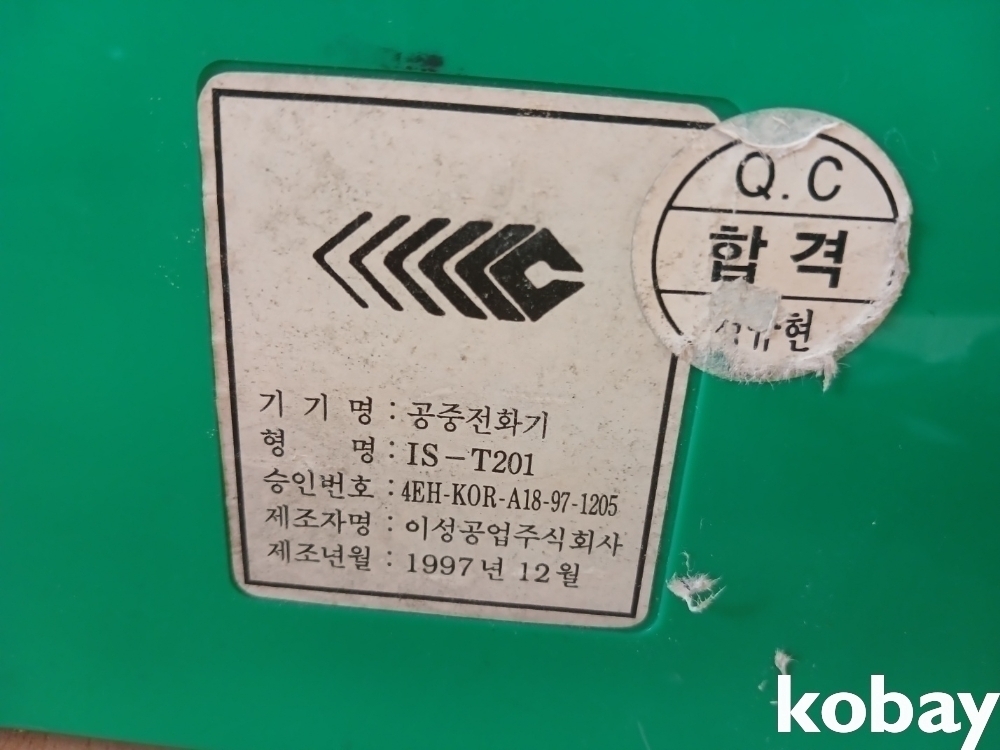 Q.C
합격
기기명 : 공중전화기
형 명 : IS-T201
승인번호 : 4EH-KOR-A18-97-1205
제조자명 : 이성공업주식회사
제조년월 : 1997년 12월
kobay